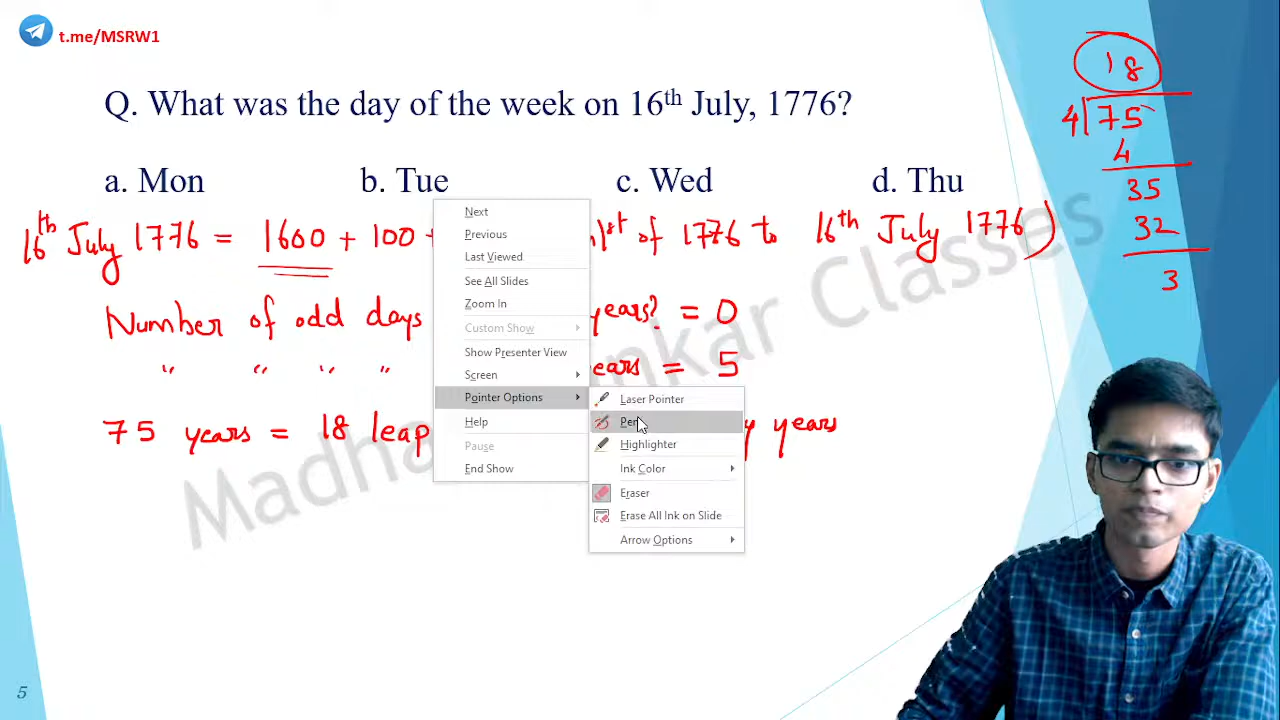 t.me/MSRW1
Q. What was the day of the week on 16th July, 1776?
a. Mon b. Tue c. Wed d. Thu
16th July 1776 = 1600 + 100 + 1st of 1776 to 16th July 1776)
Number of odd days years? = 0
" " " " years = 5
75 years = 18 leap y years
18
4 75
4
35
32
3
Next
Previous
Last Viewed
See All Slides
Zoom In
Custom Show
Show Presenter View
Screen
Pointer Options
Help
Pause
End Show
Laser Pointer
Pen
Highlighter
Ink Color
Eraser
Erase All Ink on Slide
Arrow Options
Classes
5